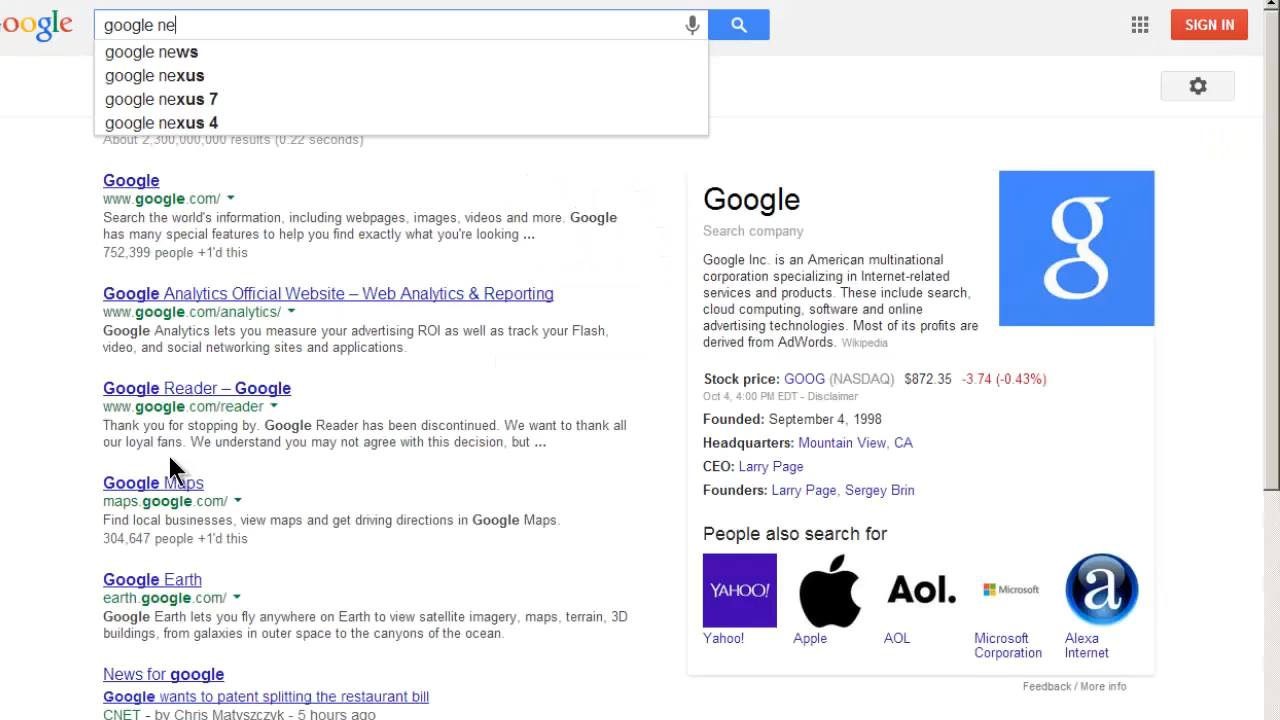 oogle
google ne
SIGN IN
google news
google nexus
google nexus 7
google nexus 4
About 2,300,000,000 results (0.22 seconds)
Google
www.google.com/
Search the world's information, including webpages, images, videos and more. Google
has many special features to help you find exactly what you're looking ...
752,399 people +1'd this
Google Analytics Official Website – Web Analytics & Reporting
www.google.com/analytics/
Google Analytics lets you measure your advertising ROI as well as track your Flash,
video, and social networking sites and applications.
Google Reader – Google
www.google.com/reader
Thank you for stopping by. Google Reader has been discontinued. We want to thank all
our loyal fans. We understand you may not agree with this decision, but ...
Google Maps
maps.google.com/
Find local businesses, view maps and get driving directions in Google Maps.
304,647 people +1'd this
Google Earth
earth.google.com/
Google Earth lets you fly anywhere on Earth to view satellite imagery, maps, terrain, 3D
buildings, from galaxies in outer space to the canyons of the ocean.
News for google
Google wants to patent splitting the restaurant bill
CNET - by Chris Matyszczyk - 5 hours ago
Google
Search company
g
Google Inc. is an American multinational
corporation specializing in Internet-related
services and products. These include search,
cloud computing, software and online
advertising technologies. Most of its profits are
derived from AdWords. Wikipedia
Stock price: GOOG (NASDAQ) $872.35 -3.74 (-0.43%)
Oct 4, 4:00 PM EDT - Disclaimer
Founded: September 4, 1998
Headquarters: Mountain View, CA
CEO: Larry Page
Founders: Larry Page, Sergey Brin
People also search for
YAHOO!
Aol.
Microsoft
a
Yahoo!
Apple
AOL
Microsoft
Corporation
Alexa
Internet
Feedback / More info